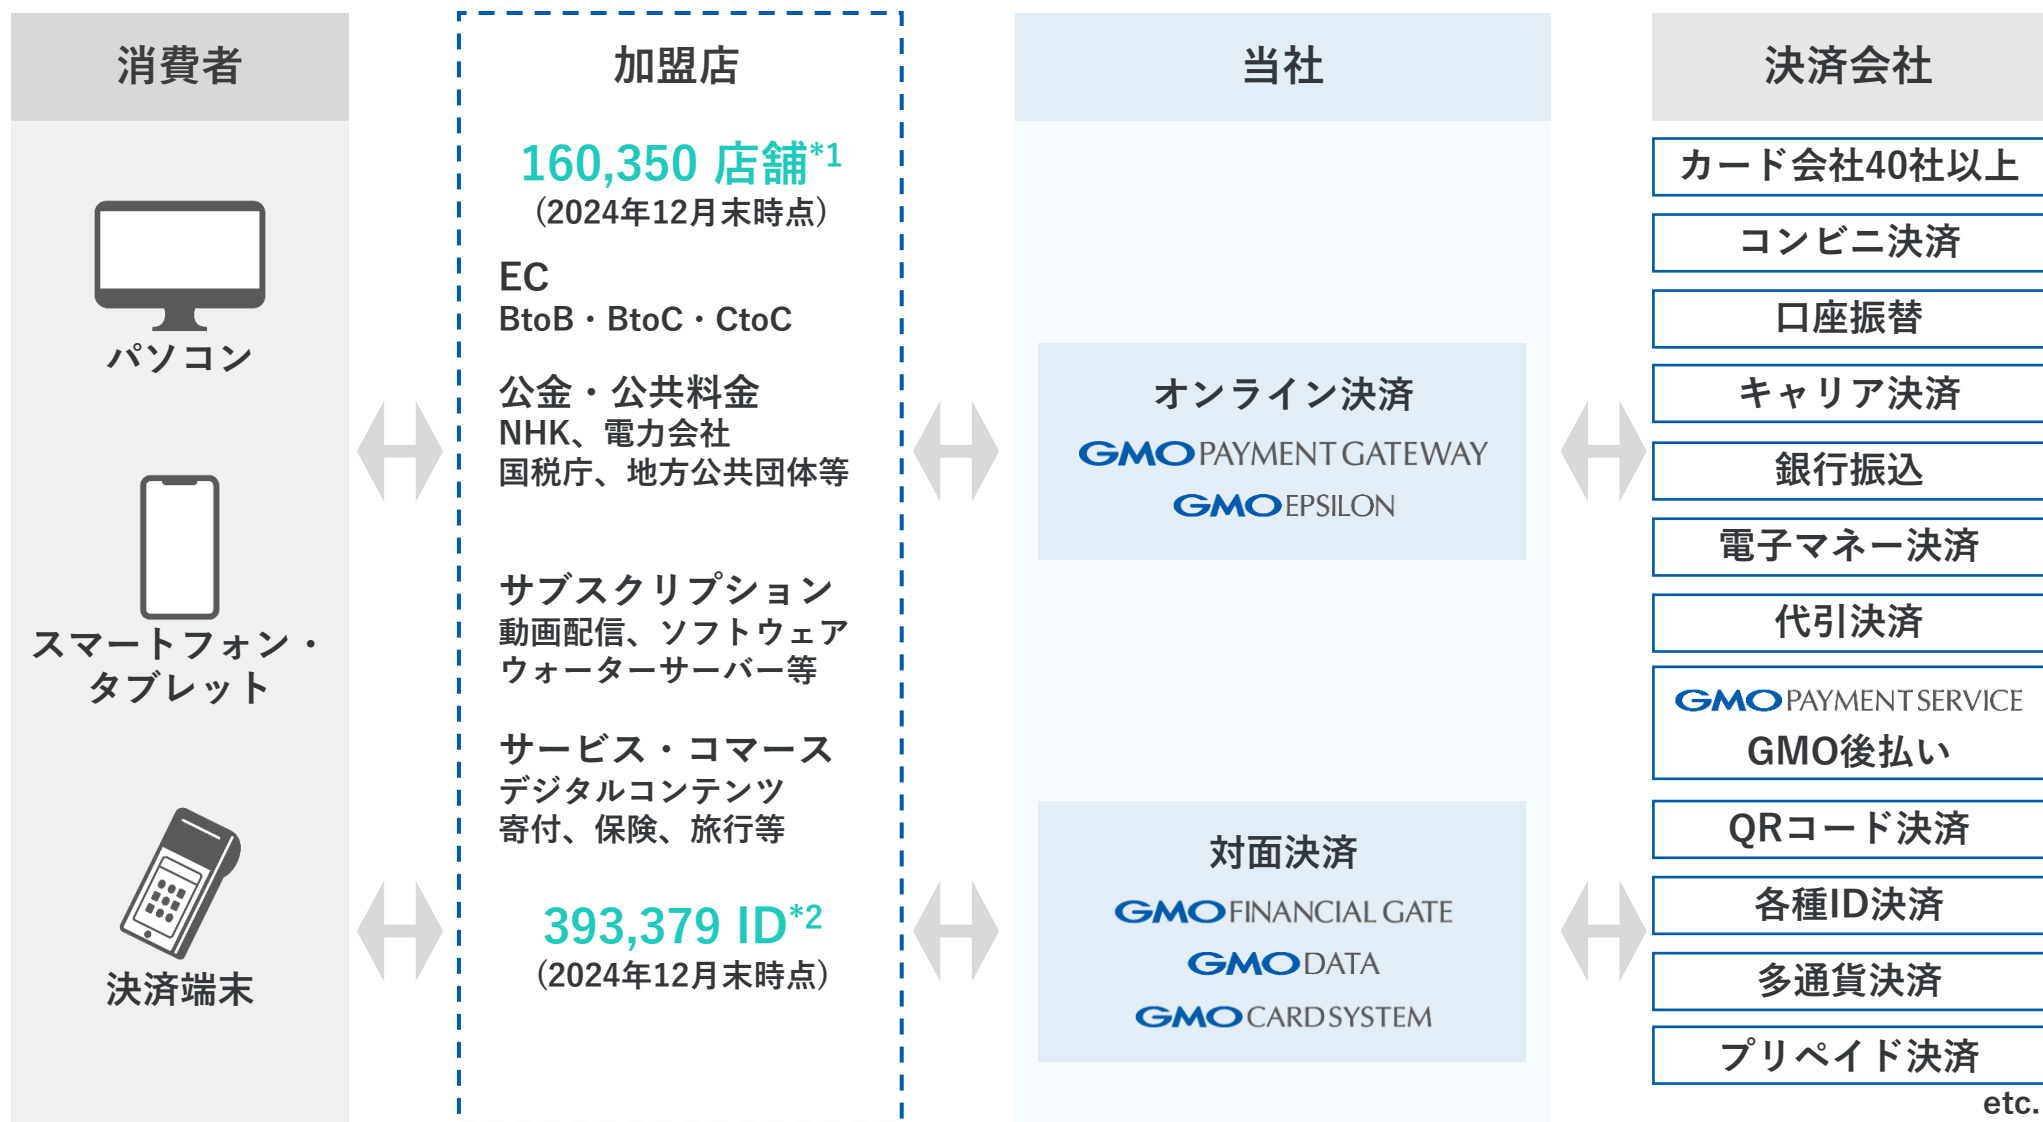 消費者
パソコン
スマートフォン・
タブレット
決済端末
加盟店
160,350 店舗*1
(2024年12月末時点)
EC
BtoB・BtoC・CtoC
公金・公共料金
NHK、電力会社
国税庁、地方公共団体等
サブスクリプション
動画配信、ソフトウェア
ウォーターサーバー等
サービス・コマース
デジタルコンテンツ
寄付、保険、旅行等
393,379 ID*2
(2024年12月末時点)
当社
オンライン決済
GMO PAYMENT GATEWAY
GMO EPSILON
対面決済
GMO FINANCIAL GATE
GMO DATA
GMO CARD SYSTEM
決済会社
カード会社40社以上
コンビニ決済
口座振替
キャリア決済
銀行振込
電子マネー決済
代引決済
GMO PAYMENT SERVICE
GMO後払い
QRコード決済
各種ID決済
多通貨決済
プリペイド決済
etc.